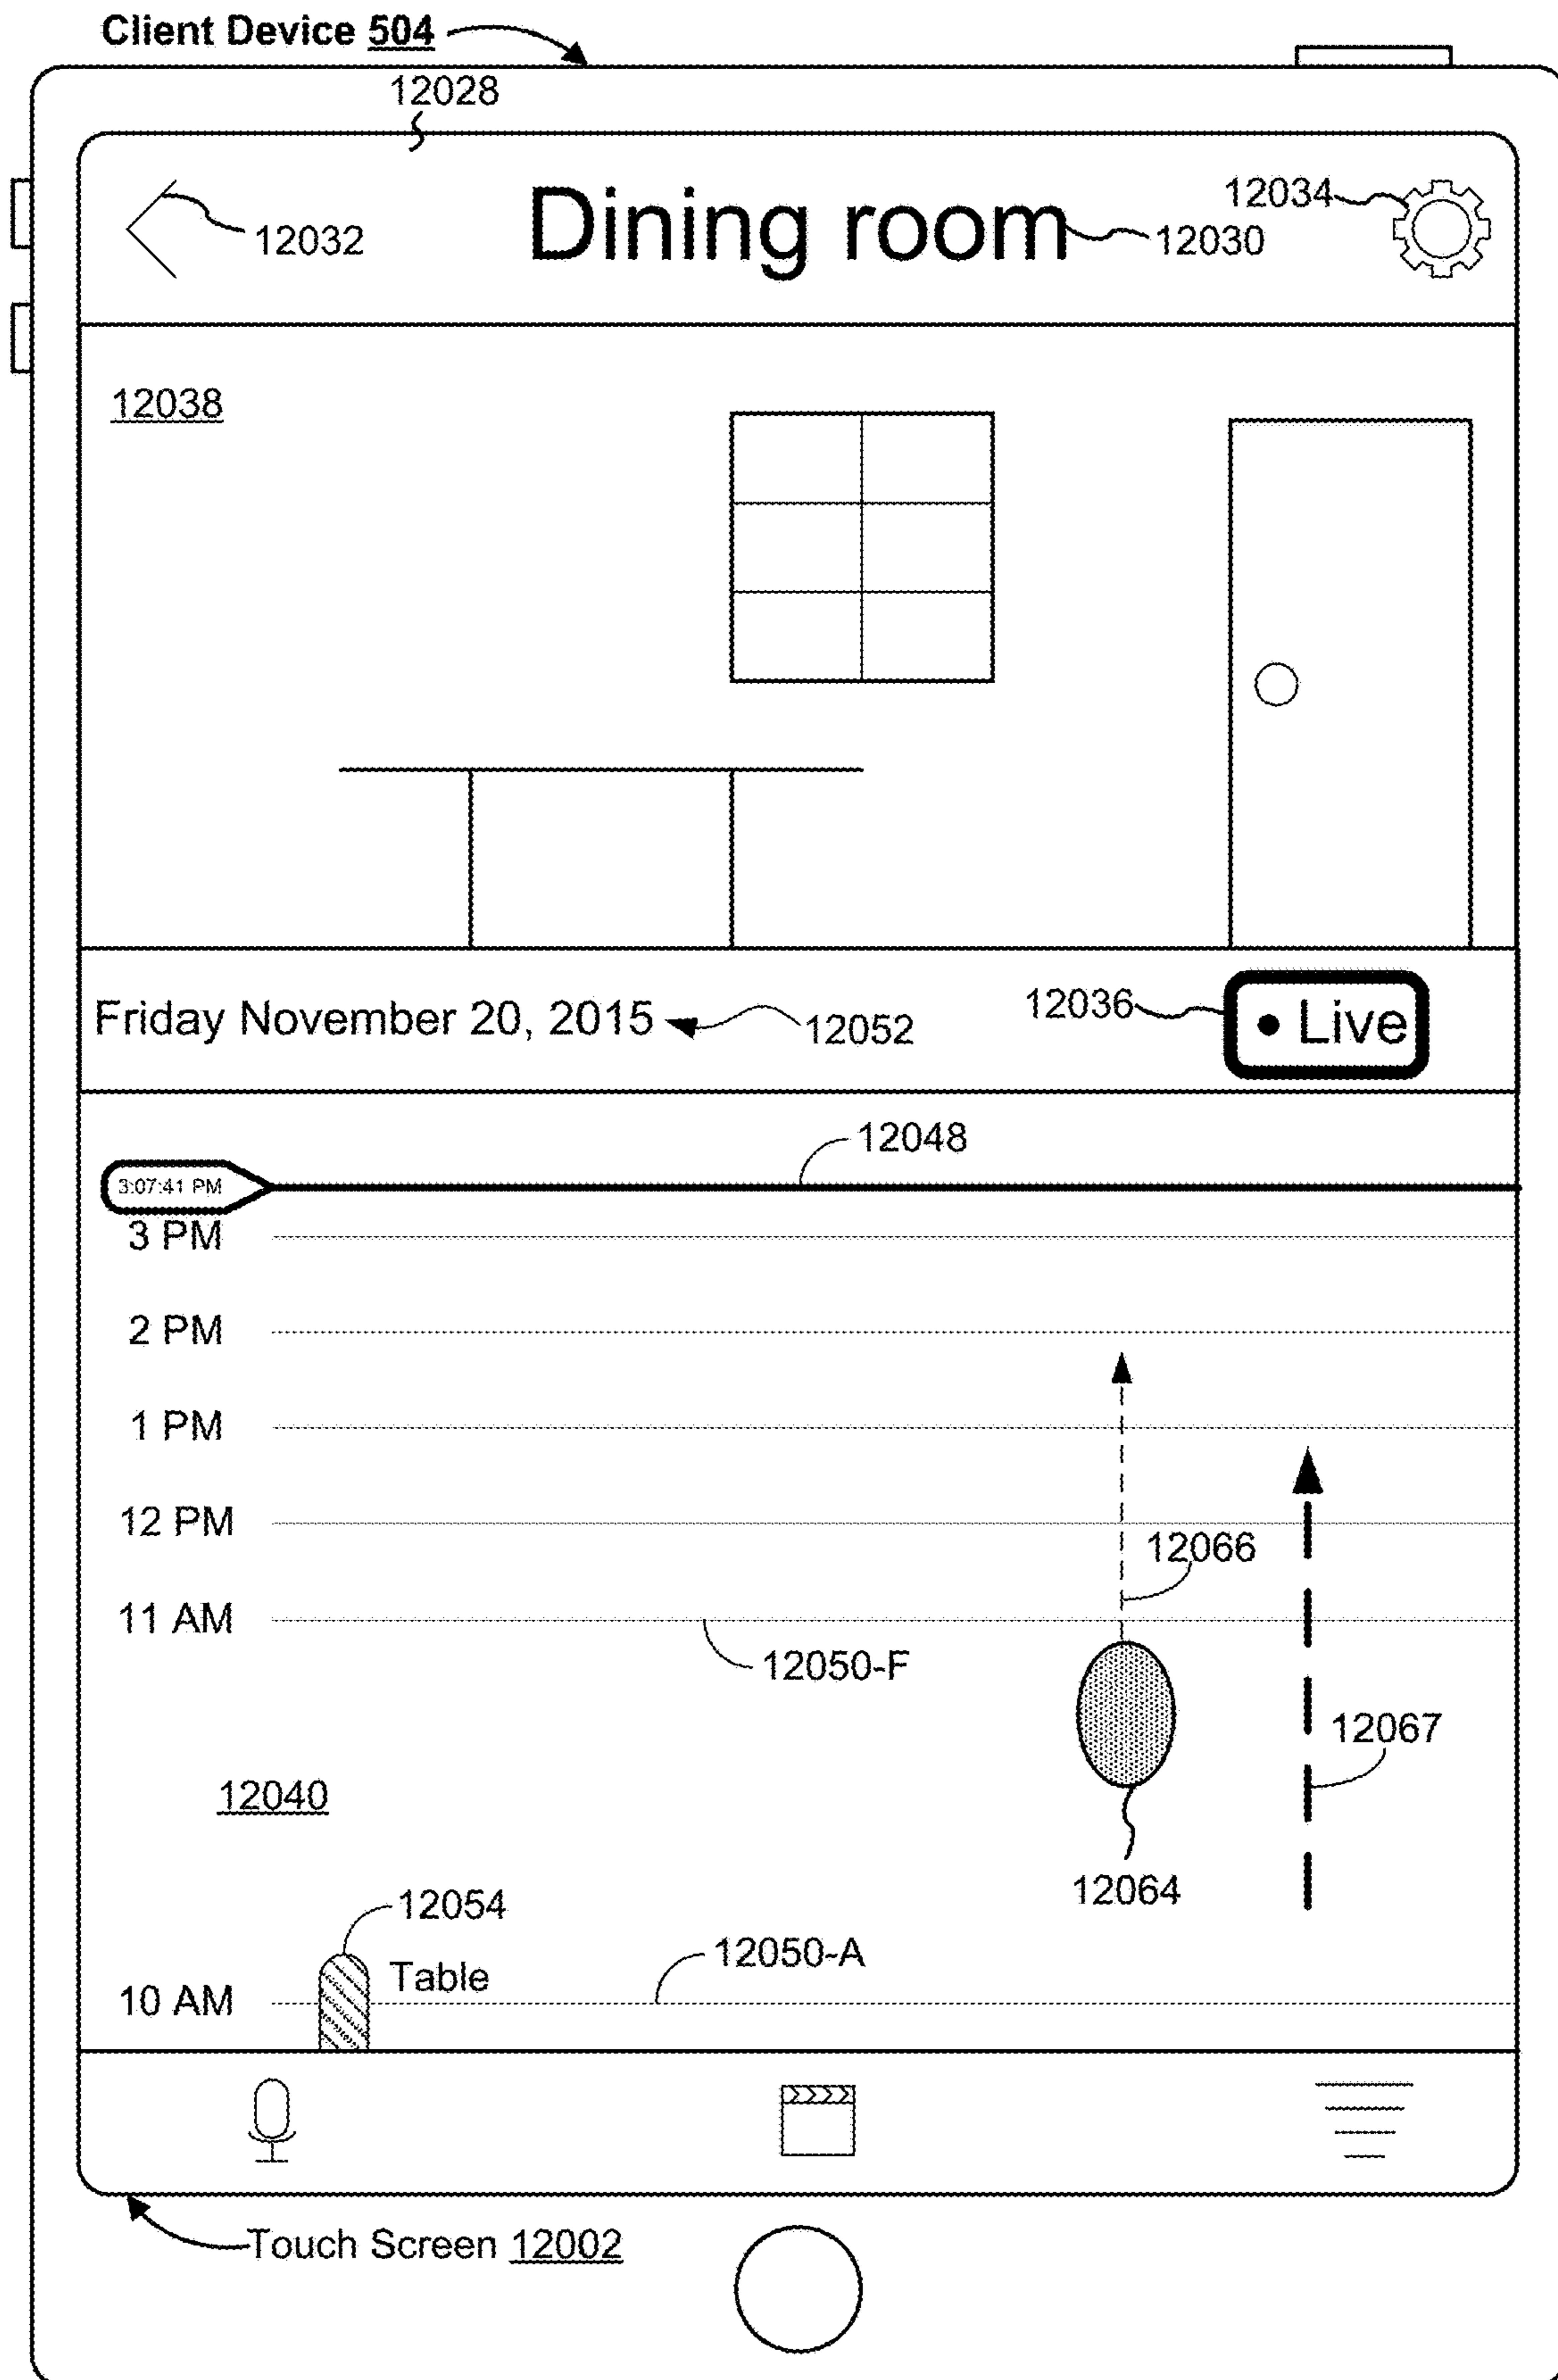 Client Device 504
12028
12032
Dining room
12030
12034
12038
Friday November 20, 2015
12052
12036
• Live
12048
3:07:41 PM
3 PM
2 PM
1 PM
12 PM
12066
11 AM
12050-F
12067
12040
12064
12054
Table
12050-A
10 AM
Touch Screen 12002